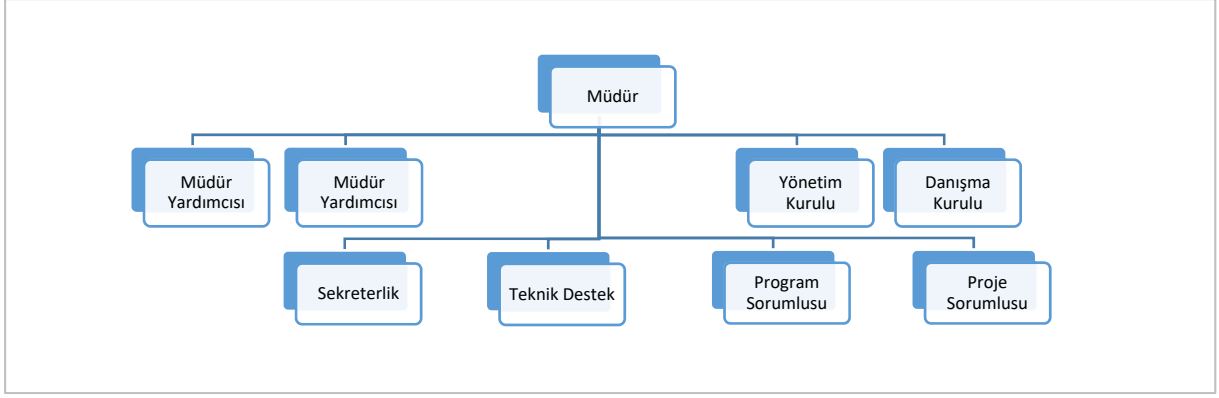 Müdür
Müdür
Yardımcısı
Müdür
Yardımcısı
Yönetim
Kurulu
Danışma
Kurulu
Sekreterlik
Teknik Destek
Program
Sorumlusu
Proje
Sorumlusu